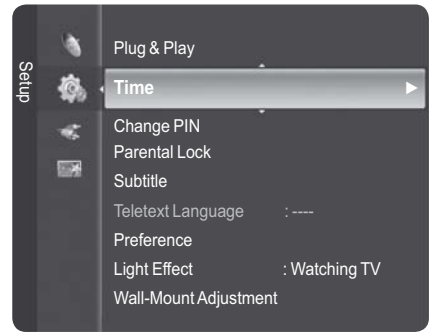 Setup
Plug & Play
Time
Change PIN
Parental Lock
Subtitle
Teletext Language : ----
Preference
Light Effect : Watching TV
Wall-Mount Adjustment